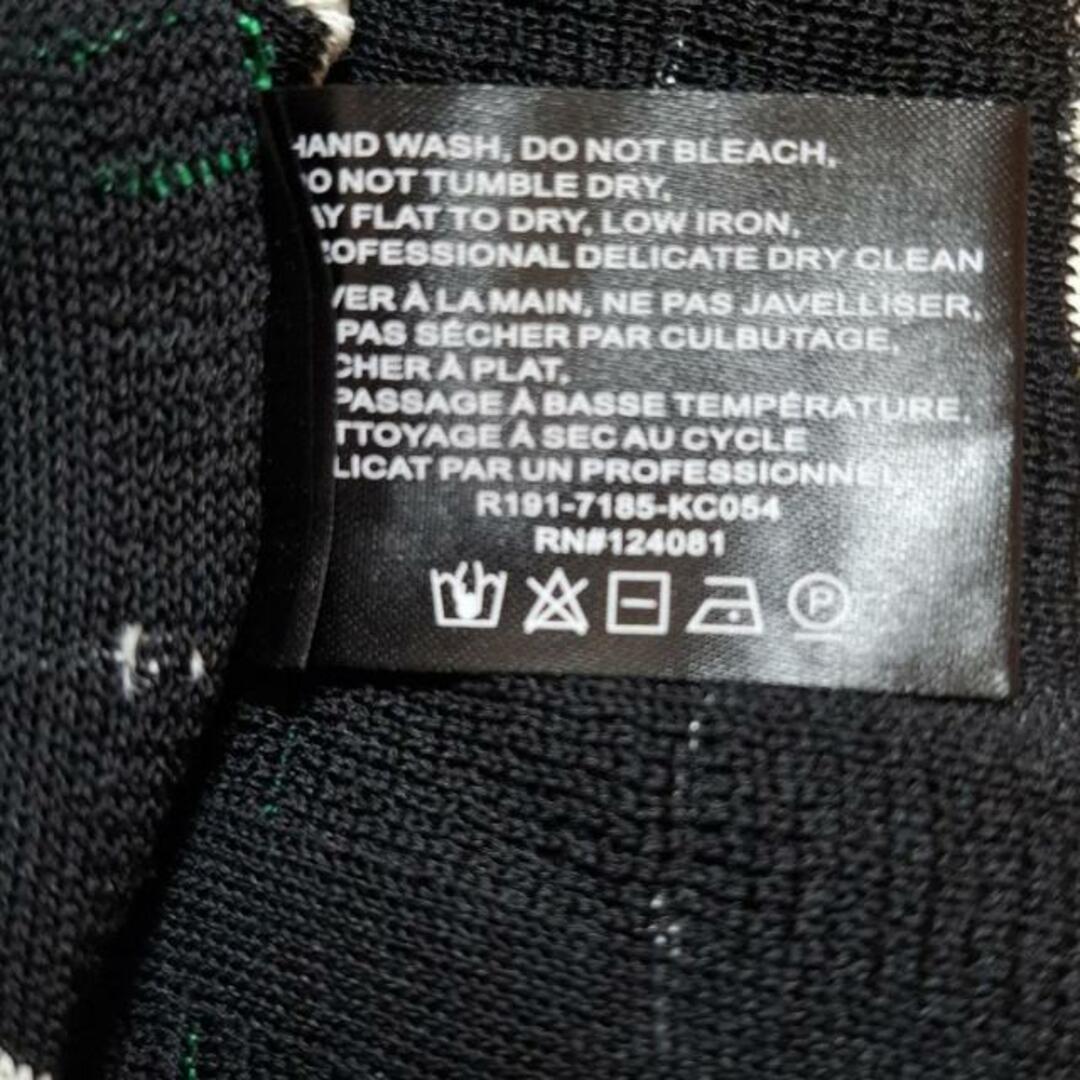 HAND WASH, DO NOT BLEACH,
DO NOT TUMBLE DRY,
AY FLAT TO DRY, LOW IRON,
ROFESSIONAL DELICATE DRY CLEAN
VER À LA MAIN, NE PAS JAVELLISER,
PAS SÉCHER PAR CULBUTAGE,
CHER À PLAT,
PASSAGE À BASSE TEMPÉRATURE,
TTOYAGE À SEC AU CYCLE
LICAT PAR UN PROFESSIONNEL
R191-7185-KC054
RN#124081
P